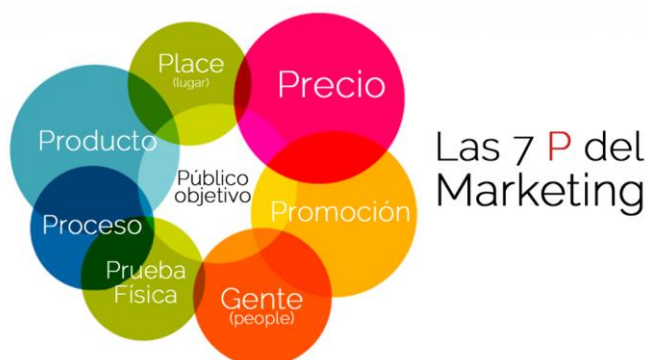 Place
(lugar)
Precio
Producto
Público
objetivo
Promoción
Proceso
Prueba
Física
Gente
(people)
Las 7 P del
Marketing